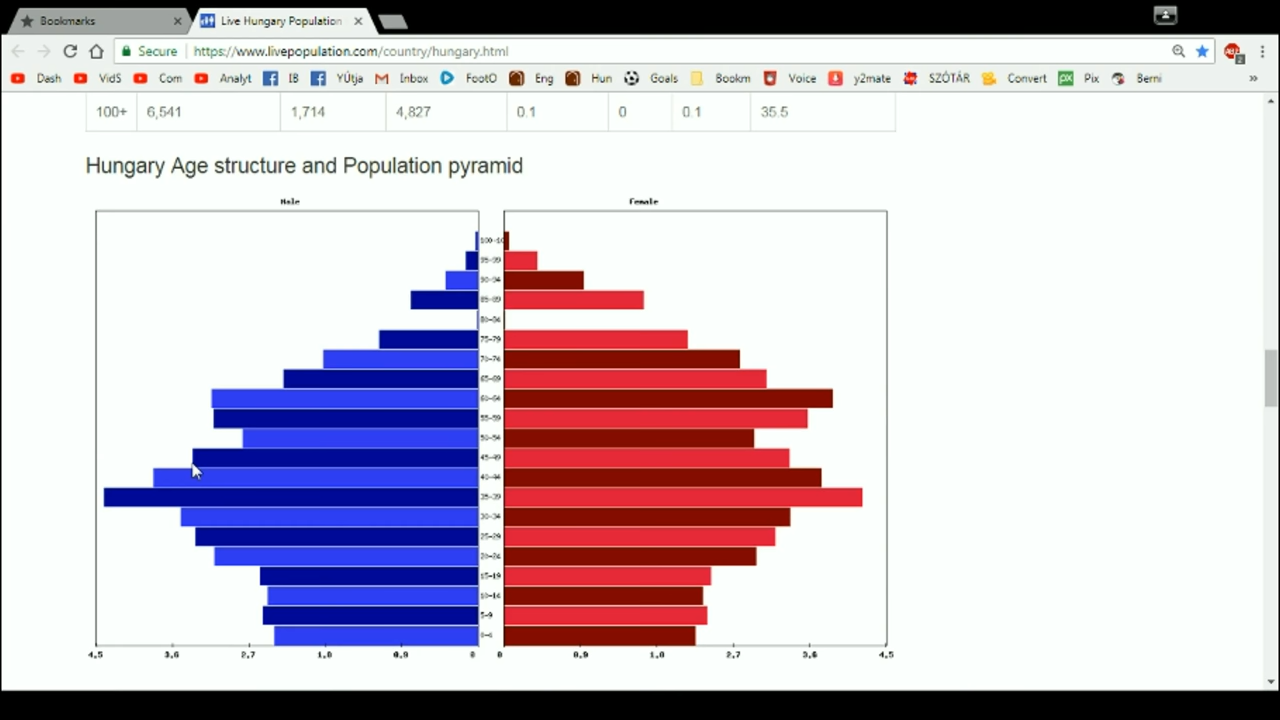 Bookmarks
Live Hungary Population
Secure https://www.livepopulation.com/country/hungary.html
Dash VidS Com Analyt IB YÚtja Inbox FootO Eng Hun Goals Bookm Voice y2mate SZÓTÁR Convert Pix Berni »
100+ 6,541 1,714 4,827 0.1 0 0.1 35.5
Hungary Age structure and Population pyramid
Male Female
95-99
90-94
85-89
80-84
75-79
70-74
65-69
60-64
55-59
50-54
45-49
40-44
35-39
30-34
25-29
20-24
15-19
10-14
5-9
0-4
4.5 3.6 2.7 1.8 0.9 0 0 0.9 1.8 2.7 3.6 4.5